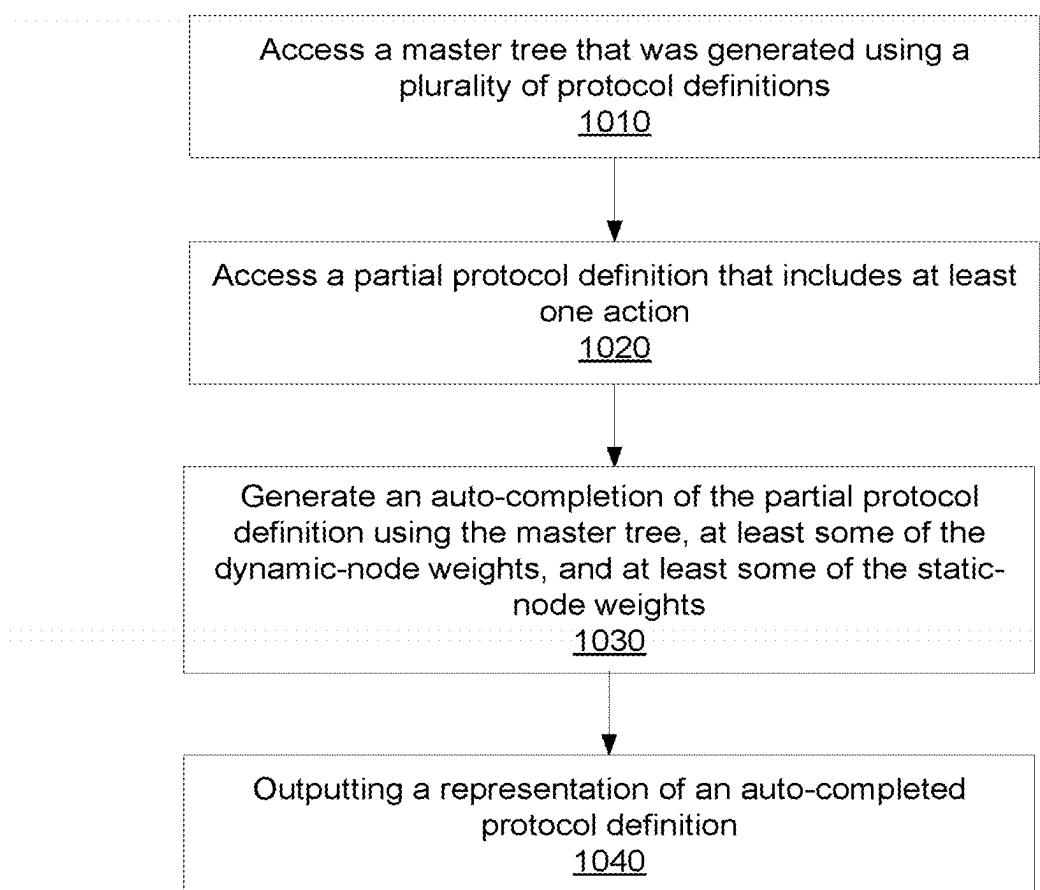 Access a master tree that was generated using a
plurality of protocol definitions
1010
Access a partial protocol definition that includes at least
one action
1020
Generate an auto-completion of the partial protocol
definition using the master tree, at least some of the
dynamic-node weights, and at least some of the static-
node weights
1030
Outputting a representation of an auto-completed
protocol definition
1040